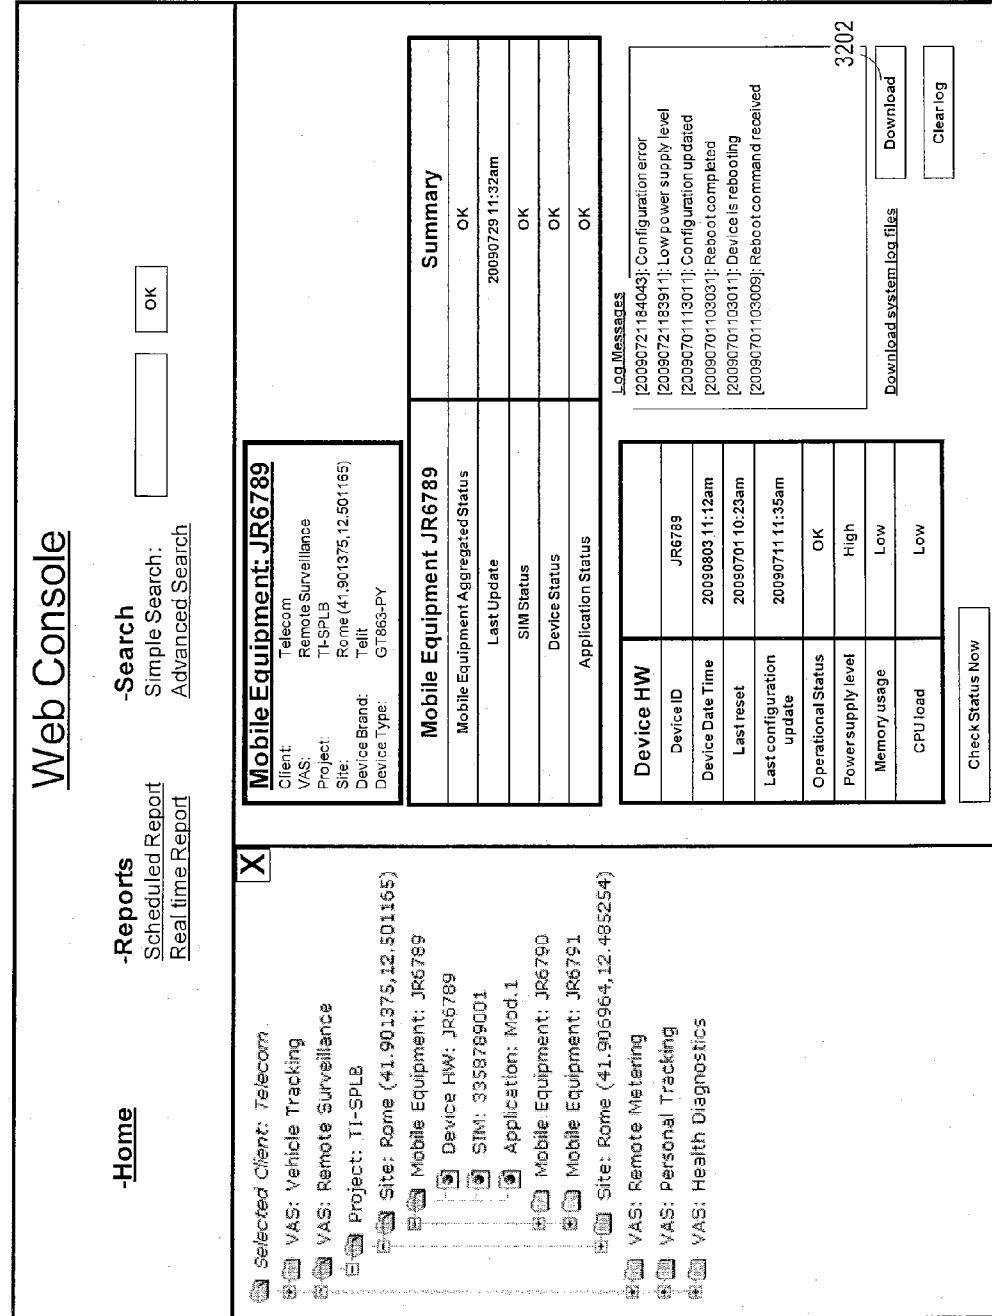 Web Console
-Home
-Reports
Scheduled Report
Real time Report
-Search
Simple Search:
OK
Advanced Search
X
Selected Client: Telecom
VAS: Vehicle Tracking
VAS: Remote Surveillance
Project: TI-SPLB
Site: Rome (41.901375,12.501165)
Mobile Equipment: JR6789
Device HW: JR6789
SIM: 3358789001
Application: Mod.1
Mobile Equipment: JR6790
Mobile Equipment: JR6791
Site: Rome (41.906964,12.485254)
VAS: Remote Metering
VAS: Personal Tracking
VAS: Health Diagnostics
Mobile Equipment: JR6789
Client: Telecom
VAS: Remote Surveillance
Project: TI-SPLB
Site: Rome (41.901375,12.501165)
Device Brand: Telit
Device Type: GT863-PY
Mobile Equipment JR6789 Summary
Mobile Equipment Aggregated Status OK
Last Update 20090729 11:32am
SIM Status OK
Device Status OK
Application Status OK
Device HW
Device ID JR6789
Device Date Time 20090803 11:12am
Last reset 20090701 10:23am
Last configuration update 20090711 11:35am
Operational Status OK
Power supply level High
Memory usage Low
CPU load Low
Check Status Now
Log Messages
[20090721184043]: Configuration error
[20090721183911]: Low power supply level
[20090701113011]: Configuration updated
[20090701103031]: Reboot completed
[20090701103011]: Device is rebooting
[20090701103009]: Reboot command received
3202
Download system log files
Download
Clear log